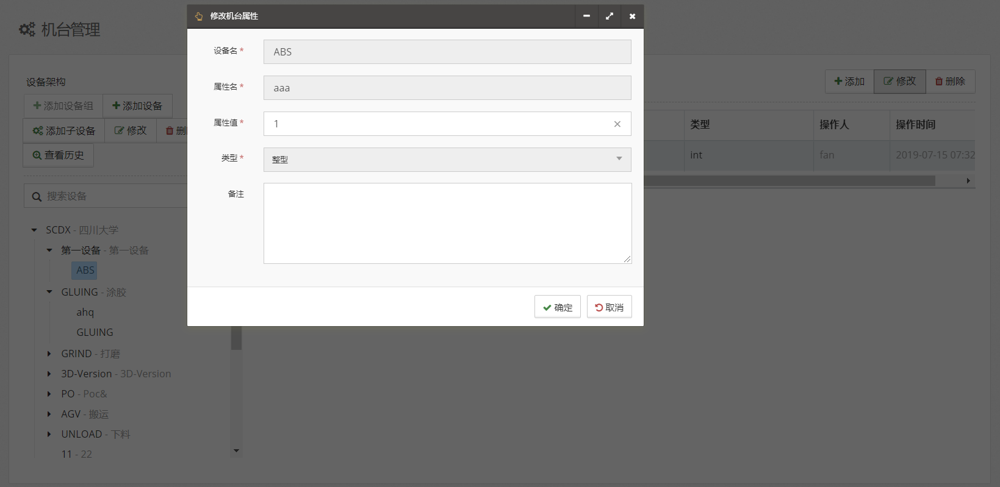 机台管理
修改机台属性
设备名 *
ABS
属性名 *
aaa
属性值 *
1
类型 *
整型
备注
确定
取消
设备架构
添加设备组
添加设备
添加子设备
修改
查看历史
搜索设备
SCDX - 四川大学
第一设备 - 第一设备
ABS
GLUING - 涂胶
ahq
GLUING
GRIND - 打磨
3D-Version - 3D-Version
PO - Poc&
AGV - 搬运
UNLOAD - 下料
11 - 22
添加
修改
删除
类型
操作人
操作时间
int
fan
2019-07-15 07:32